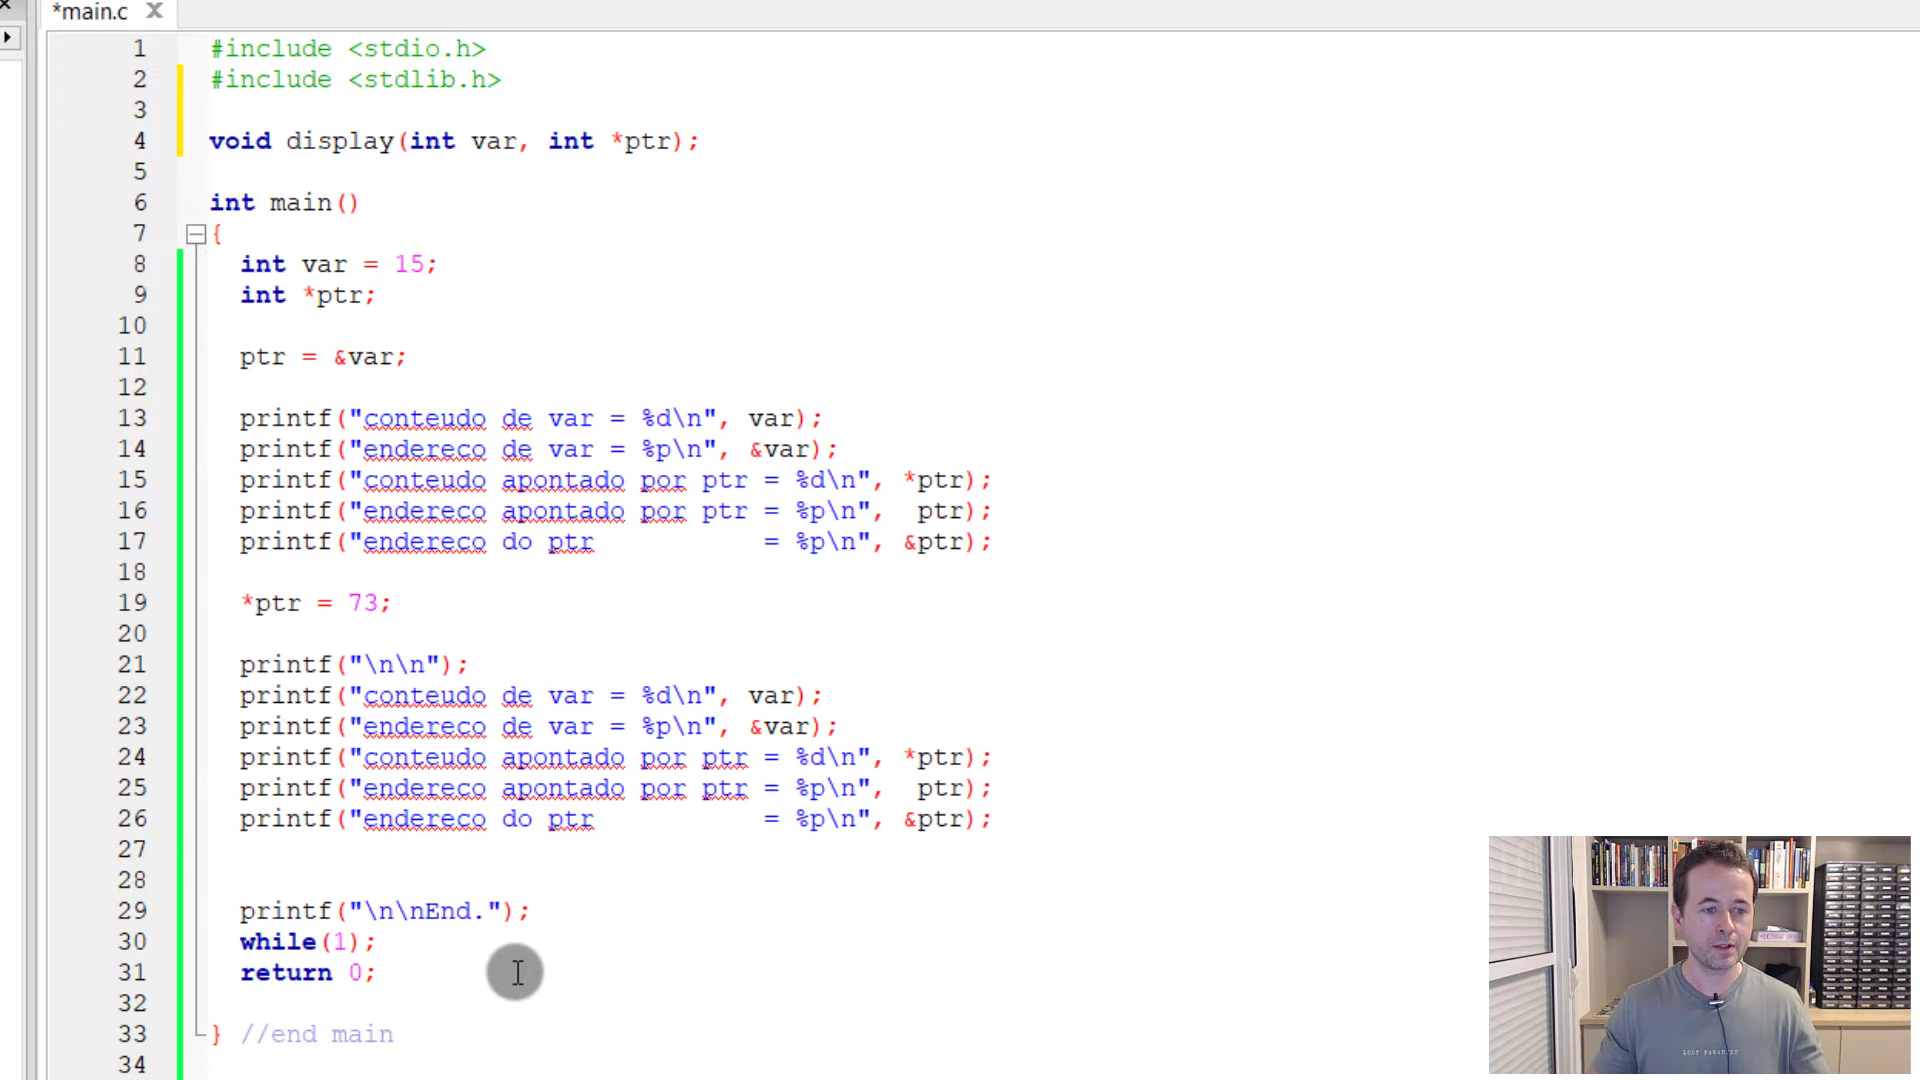 *main.c
1 #include <stdio.h>
2 #include <stdlib.h>
3
4 void display(int var, int *ptr);
5
6 int main()
7 {
8   int var = 15;
9   int *ptr;
10
11   ptr = &var;
12
13   printf("conteudo de var = %d\n", var);
14   printf("endereco de var = %p\n", &var);
15   printf("conteudo apontado por ptr = %d\n", *ptr);
16   printf("endereco apontado por ptr = %p\n",  ptr);
17   printf("endereco do ptr           = %p\n", &ptr);
18
19   *ptr = 73;
20
21   printf("\n\n");
22   printf("conteudo de var = %d\n", var);
23   printf("endereco de var = %p\n", &var);
24   printf("conteudo apontado por ptr = %d\n", *ptr);
25   printf("endereco apontado por ptr = %p\n",  ptr);
26   printf("endereco do ptr           = %p\n", &ptr);
27
28
29   printf("\n\nEnd.");
30   while(1);
31   return 0;
32
33 } //end main
34